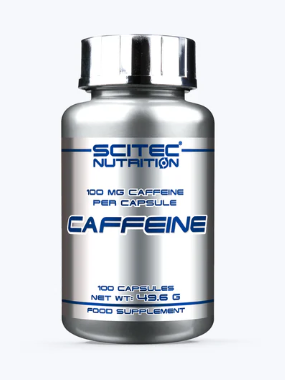 SCITEC®
NUTRITION
100 MG CAFFEINE
PER CAPSULE
CAFFEINE
100 CAPSULES
NET WT: 49.6 G
FOOD SUPPLEMENT